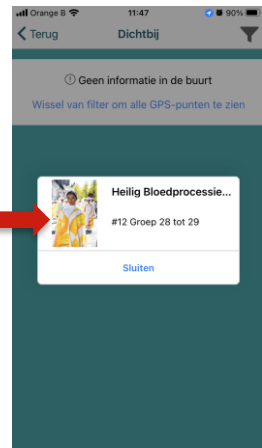 Orange B 11:47 90%
Terug Dichtbij
Geen informatie in de buurt
Wissel van filter om alle GPS-punten te zien
Heilig Bloedprocessie...
#12 Groep 28 tot 29
Sluiten